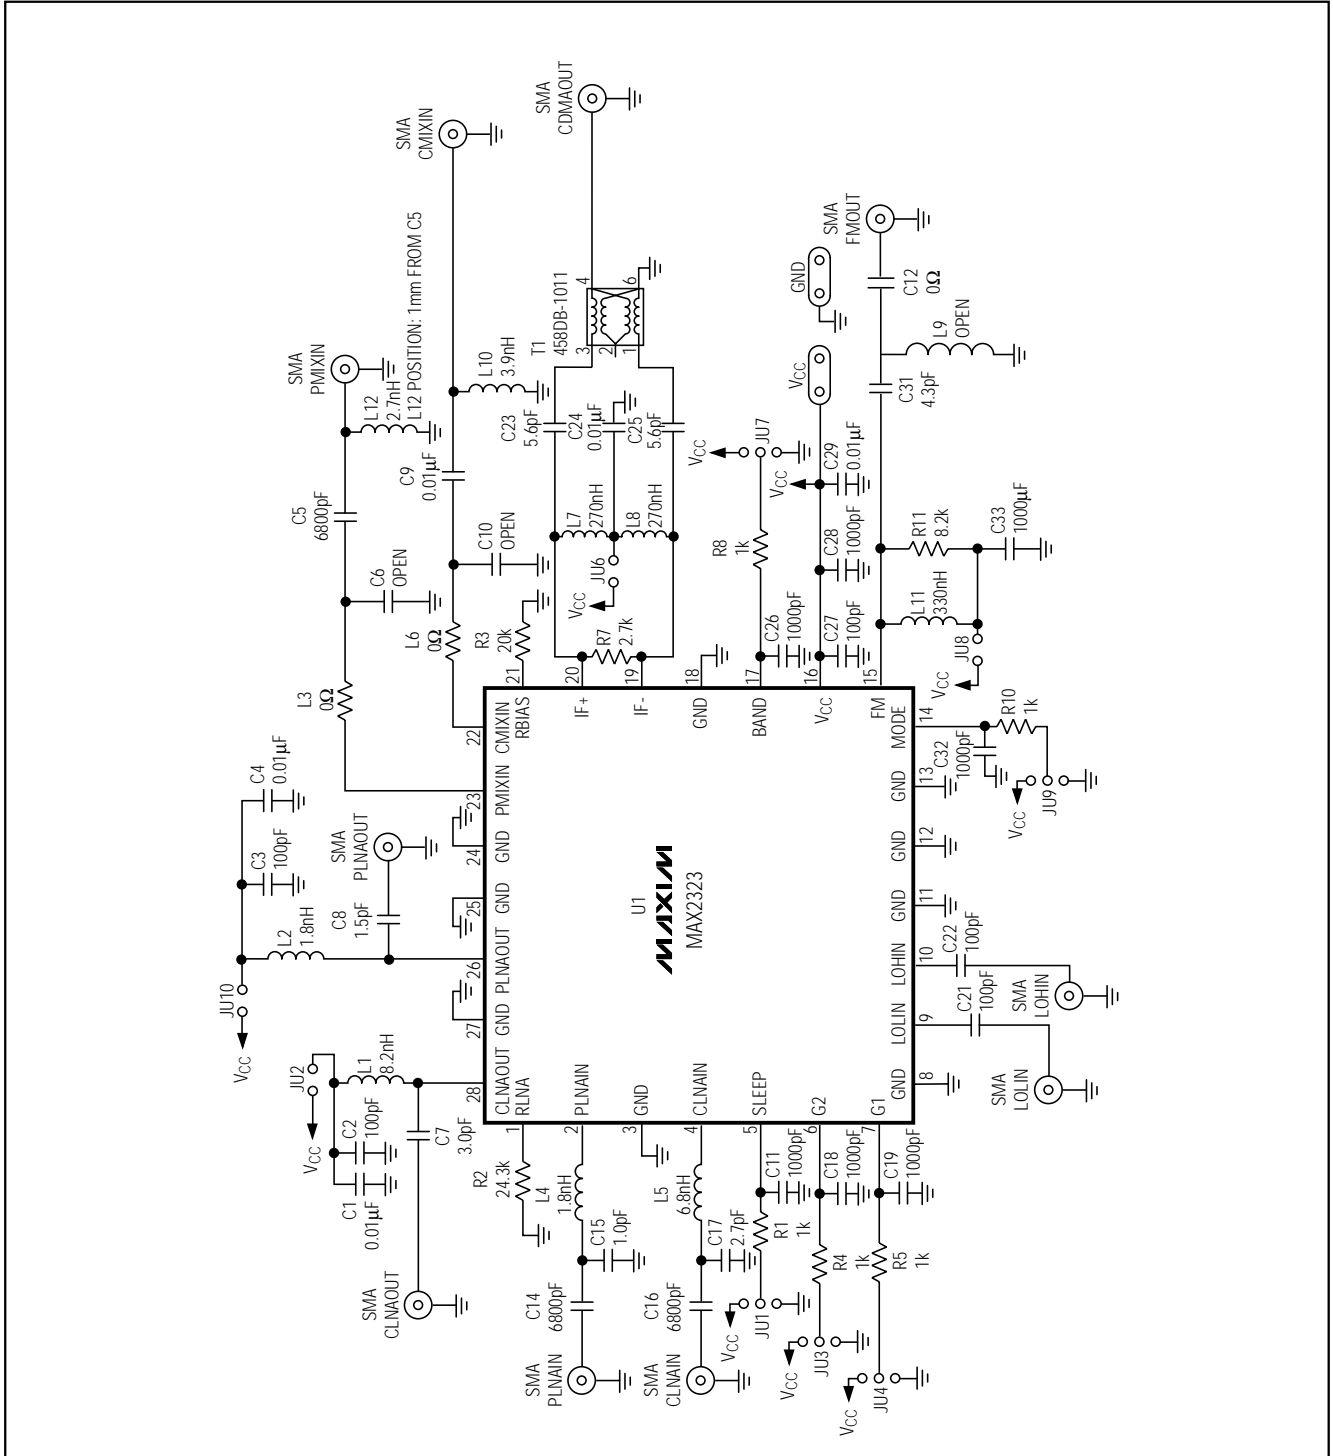 SMA
CDMAOUT
SMA
CMIXIN
SMA
PMIXIN
L12
2.7nH
L12 POSITION: 1mm FROM C5
C5
6800pF
C6
OPEN
L3
0Ω
C9
0.01μF
L10
3.9nH
C10
OPEN
L6
0Ω
R3
20k
T1
458DB-1011
4
6
3
2
1
C23
5.6pF
C24
0.01μF
C25
5.6pF
L7
270nH
L8
270nH
JU6
VCC
R7
2.7k
VCC
JU7
R8
1k
C26
1000pF
GND
VCC
VCC
C29
0.01μF
C28
1000pF
C27
100pF
SMA
FMOUT
C12
0Ω
L9
OPEN
C31
4.3pF
R11
8.2k
C33
1000μF
L11
330nH
JU8
VCC
C4
0.01μF
C3
100pF
SMA
PLNAOUT
L2
1.8nH
C8
1.5pF
JU10
VCC
JU2
VCC
L1
8.2nH
C2
100pF
C1
0.01μF
C7
3.0pF
SMA
CLNAOUT
22
CMIXIN
21
RBIAS
20
IF+
19
IF-
18
GND
17
BAND
16
VCC
15
FM
14
MODE
23
PMIXIN
24
GND
25
GND
26
PLNAOUT
27
GND
28
CLNAOUT
U1
MAXIM
MAX2323
13
GND
12
GND
11
GND
10
LOHIN
9
LOLIN
8
GND
1
RLNA
2
PLNAIN
3
GND
4
CLNAIN
5
SLEEP
6
G2
7
G1
R10
1k
C32
1000pF
VCC
JU9
C22
100pF
C21
100pF
SMA
LOHIN
SMA
LOLIN
R2
24.3k
L4
1.8nH
C15
1.0pF
C14
6800pF
SMA
PLNAIN
L5
6.8nH
C17
2.7pF
C16
6800pF
SMA
CLNAIN
C11
1000pF
R1
1k
VCC
JU1
C18
1000pF
R4
1k
VCC
JU3
C19
1000pF
R5
1k
VCC
JU4